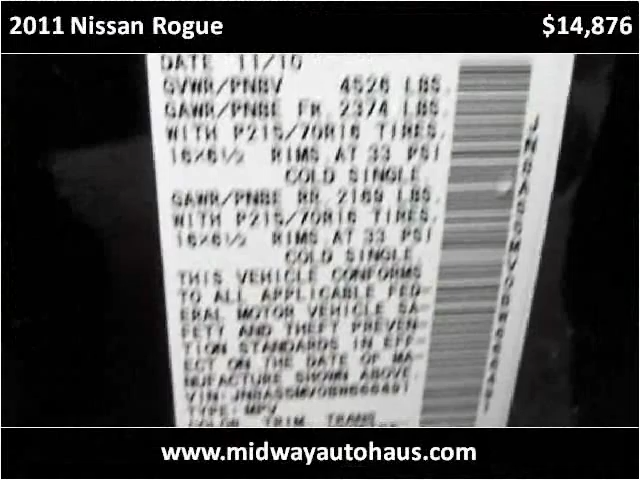 2011 Nissan Rogue $14,876
DATE 11/10
GVWR/PNBV 4526 LBS.
GAWR/PNBE FR. 2374 LBS.
WITH P215/70R16 TIRES,
16X6½ RIMS AT 33 PSI
COLD SINGLE.
GAWR/PNBE RR. 2169 LBS.
WITH P215/70R16 TIRES,
16X6½ RIMS AT 33 PSI
COLD SINGLE
THIS VEHICLE CONFORMS
TO ALL APPLICABLE FED-
ERAL MOTOR VEHICLE SA-
FETY AND THEFT PREVEN-
TION STANDARDS IN EFF-
ECT ON THE DATE OF MA-
NUFACTURE SHOWN ABOVE.
VIN:
TYPE: MPV
COLOR TRIM TRANS
www.midwayautohaus.com